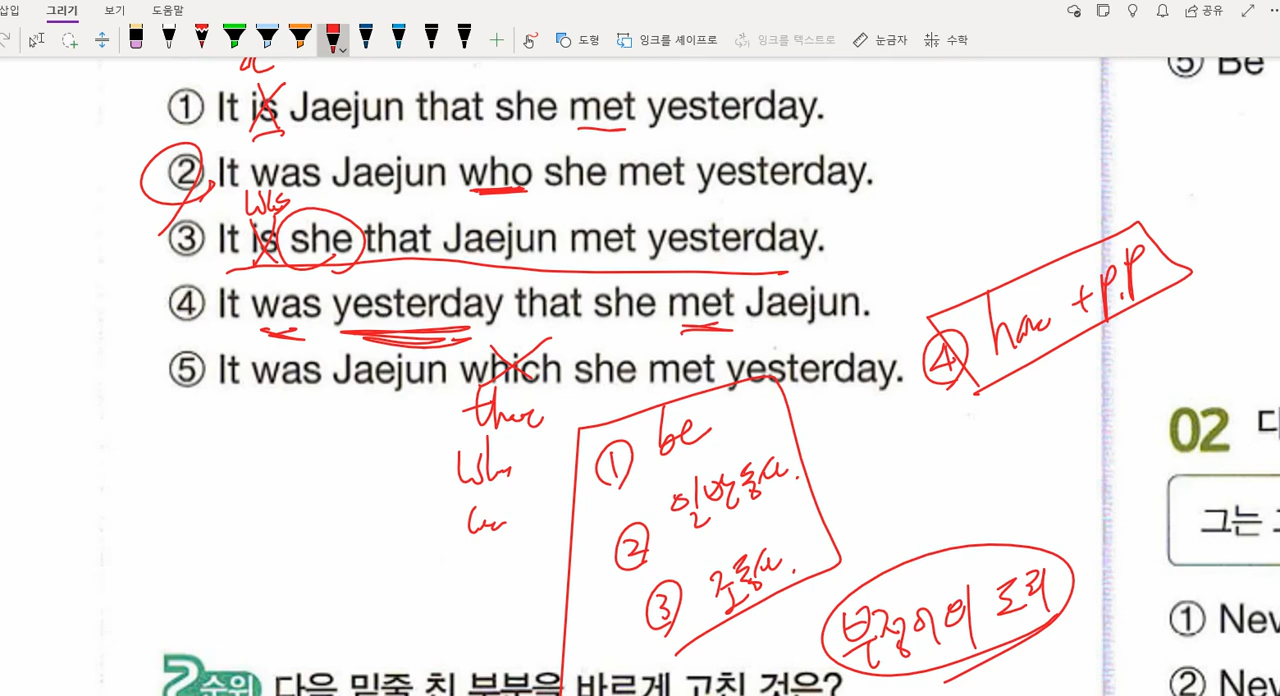 삽입 그리기 보기 도움말 공유
도형 잉크를 셰이프로 잉크를 텍스트로 눈금자 수학
① It is Jaejun that she met yesterday.
② It was Jaejun who she met yesterday.
was
③ It is she that Jaejun met yesterday.
④ It was yesterday that she met Jaejun.
⑤ It was Jaejun which she met yesterday.
① be
② 일반동사.
③ 조동사.
④ have + P.P
부정어의 도치
2순위 다음 밑줄 친 부분을 바르게 고친 것은?
⑤ Be
02 다
그는
① Nev
② Nev